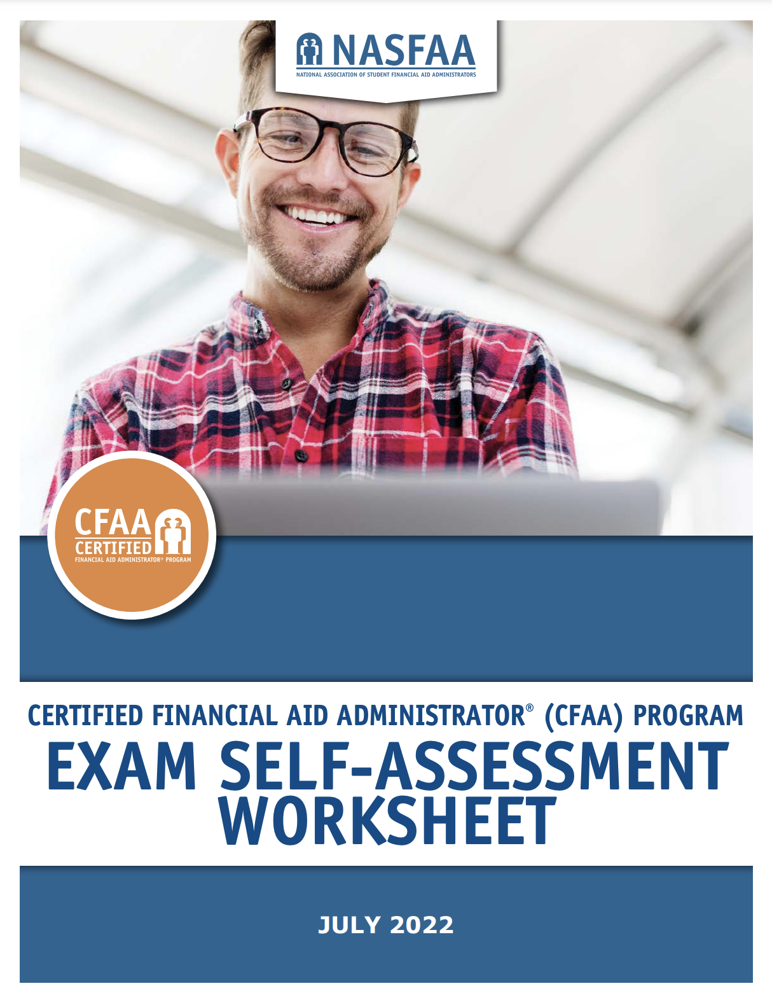 NASFAA
NATIONAL ASSOCIATION OF STUDENT FINANCIAL AID ADMINISTRATORS
CFAA
CERTIFIED
FINANCIAL AID ADMINISTRATOR® PROGRAM
CERTIFIED FINANCIAL AID ADMINISTRATOR® (CFAA) PROGRAM
EXAM SELF-ASSESSMENT
WORKSHEET
JULY 2022